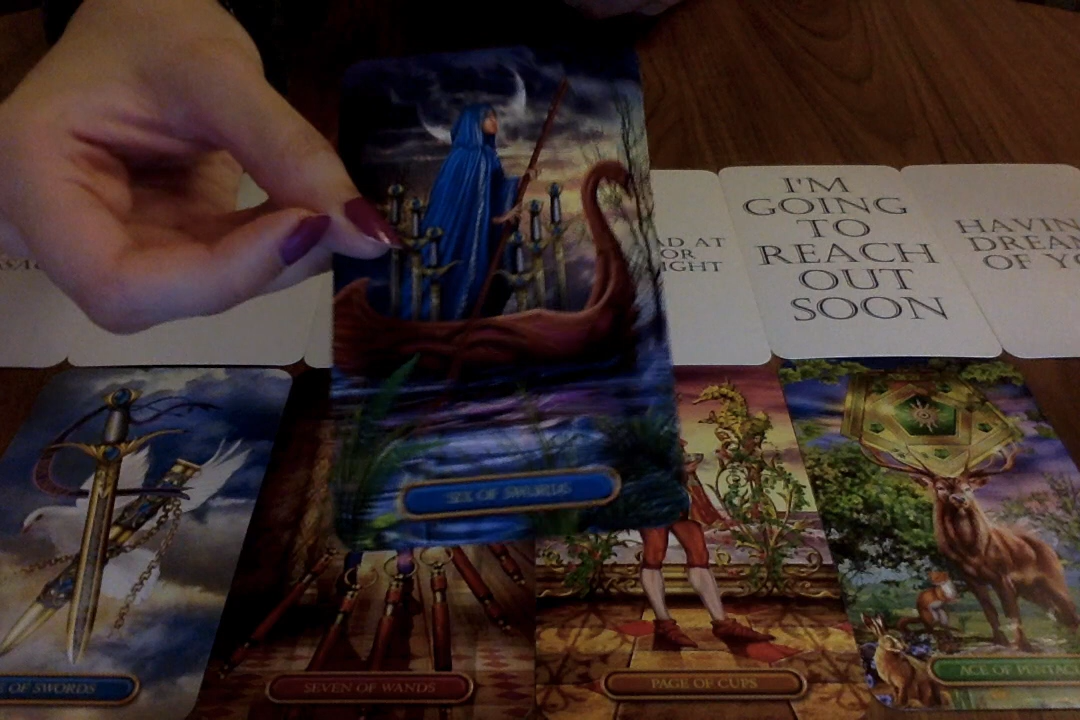 AD AT
OR
IGHT
I'M
GOING
TO
REACH
OUT
SOON
HAVIN
DREAM
OF YO
SIX OF SWORDS
E OF SWORDS
SEVEN OF WANDS
PAGE OF CUPS
ACE OF PENTAC